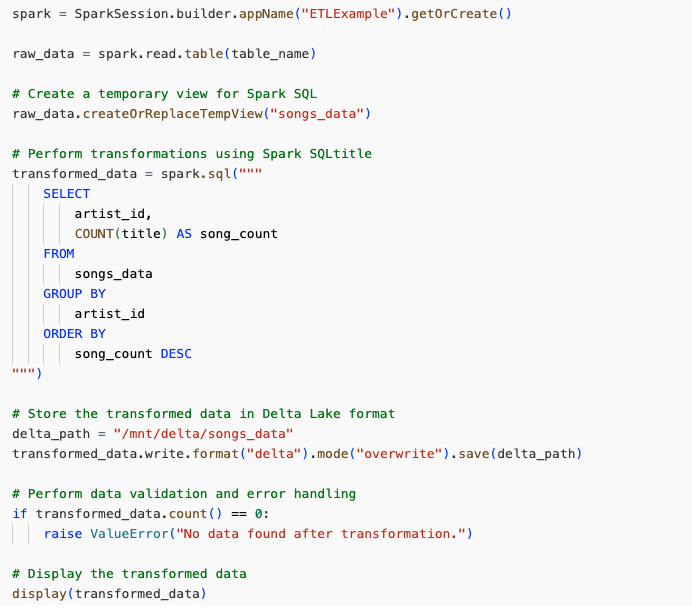 spark = SparkSession.builder.appName("ETLExample").getOrCreate()
raw_data = spark.read.table(table_name)
# Create a temporary view for Spark SQL
raw_data.createOrReplaceTempView("songs_data")
# Perform transformations using Spark SQLtitle
transformed_data = spark.sql("""
SELECT
artist_id,
COUNT(title) AS song_count
FROM
songs_data
GROUP BY
artist_id
ORDER BY
song_count DESC
""")
# Store the transformed data in Delta Lake format
delta_path = "/mnt/delta/songs_data"
transformed_data.write.format("delta").mode("overwrite").save(delta_path)
# Perform data validation and error handling
if transformed_data.count() == 0:
raise ValueError("No data found after transformation.")
# Display the transformed data
display(transformed_data)